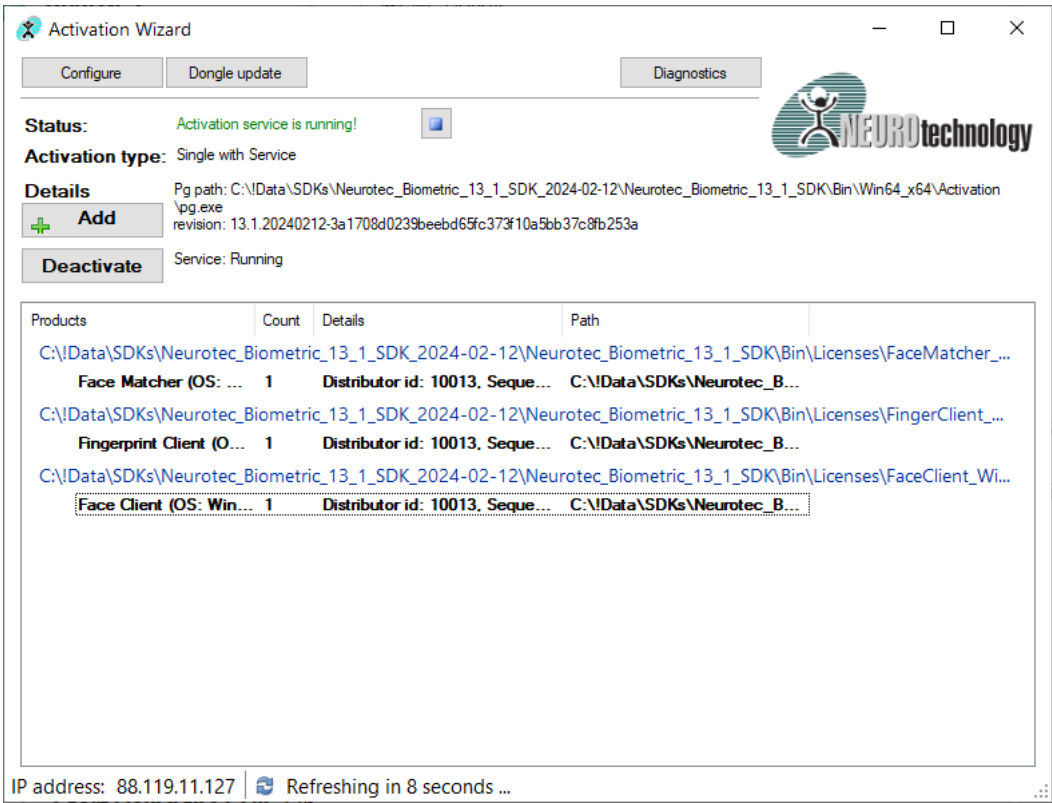 Activation Wizard
Configure
Dongle update
Diagnostics
NEUROtechnology
Status: Activation service is running!
Activation type: Single with Service
Details Pg path: C:\!Data\SDKs\Neurotec_Biometric_13_1_SDK_2024-02-12\Neurotec_Biometric_13_1_SDK\Bin\Win64_x64\Activation
\pg.exe
Add
revision: 13.1.20240212-3a1708d0239beebd65fc373f10a5bb37c8fb253a
Deactivate
Service: Running
Products Count Details Path
C:\!Data\SDKs\Neurotec_Biometric_13_1_SDK_2024-02-12\Neurotec_Biometric_13_1_SDK\Bin\Licenses\FaceMatcher_...
Face Matcher (OS: ... 1 Distributor id: 10013, Seque... C:\!Data\SDKs\Neurotec_B...
C:\!Data\SDKs\Neurotec_Biometric_13_1_SDK_2024-02-12\Neurotec_Biometric_13_1_SDK\Bin\Licenses\FingerClient_...
Fingerprint Client (O... 1 Distributor id: 10013, Seque... C:\!Data\SDKs\Neurotec_B...
C:\!Data\SDKs\Neurotec_Biometric_13_1_SDK_2024-02-12\Neurotec_Biometric_13_1_SDK\Bin\Licenses\FaceClient_Wi...
Face Client (OS: Win... 1 Distributor id: 10013, Seque... C:\!Data\SDKs\Neurotec_B...
IP address: 88.119.11.127 Refreshing in 8 seconds ...